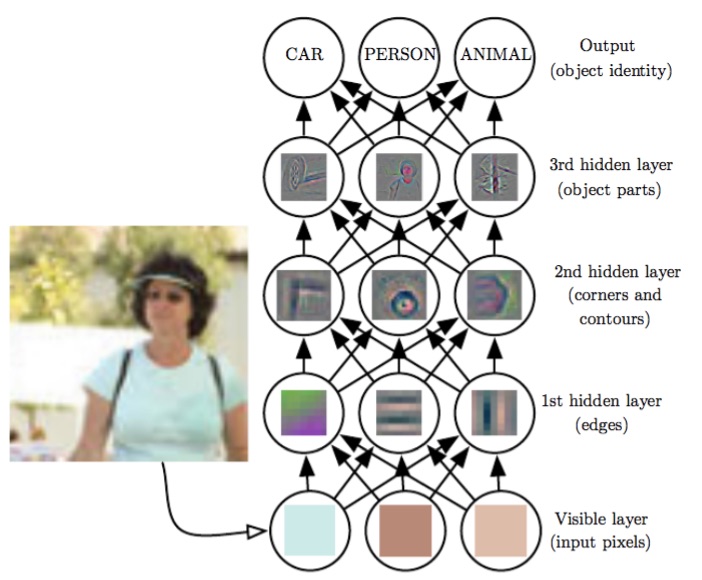 CAR
PERSON
ANIMAL
Output
(object identity)
3rd hidden layer
(object parts)
2nd hidden layer
(corners and
contours)
1st hidden layer
(edges)
Visible layer
(input pixels)